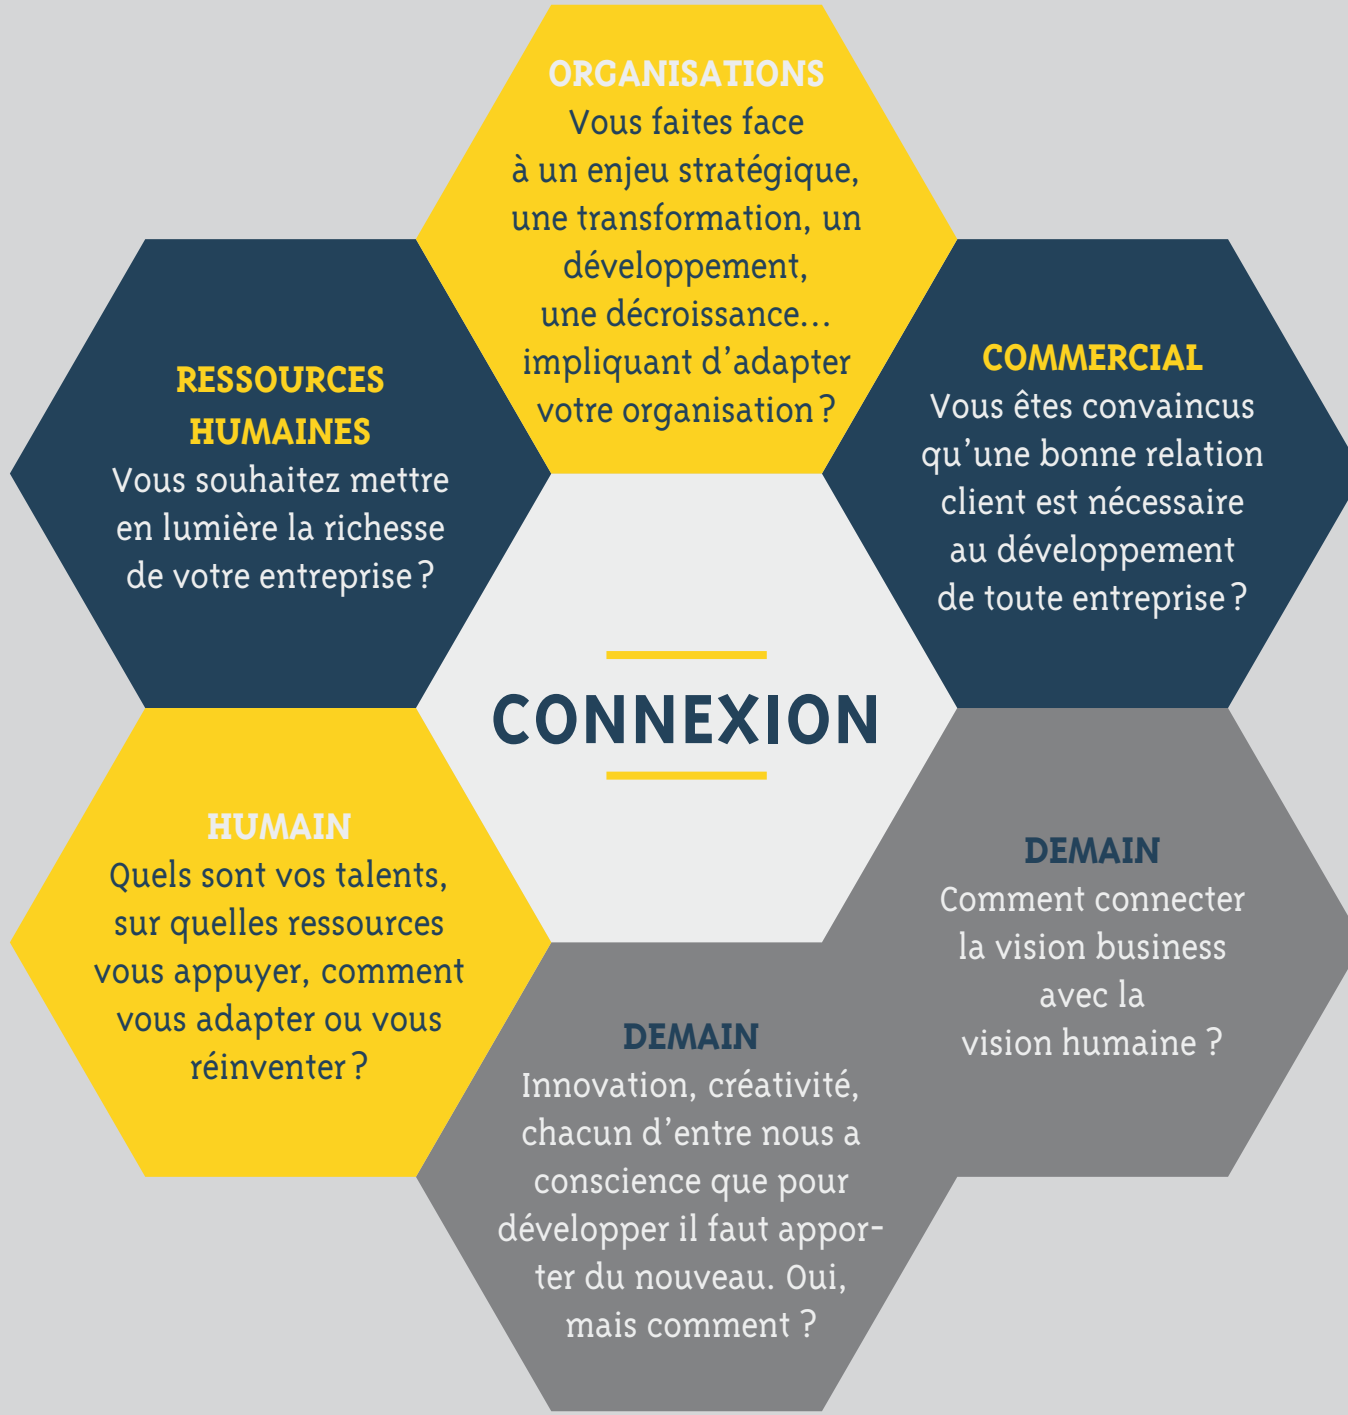 ORGANISATIONS
Vous faites face
à un enjeu stratégique,
une transformation, un
développement,
une décroissance...
impliquant d’adapter
votre organisation ?
RESSOURCES
HUMAINES
Vous souhaitez mettre
en lumière la richesse
de votre entreprise ?
COMMERCIAL
Vous êtes convaincus
qu’une bonne relation
client est nécessaire
au développement
de toute entreprise ?
CONNEXION
HUMAIN
Quels sont vos talents,
sur quelles ressources
vous appuyer, comment
vous adapter ou vous
réinventer ?
DEMAIN
Comment connecter
la vision business
avec la
vision humaine ?
DEMAIN
Innovation, créativité,
chacun d’entre nous a
conscience que pour
développer il faut appor-
ter du nouveau. Oui,
mais comment ?